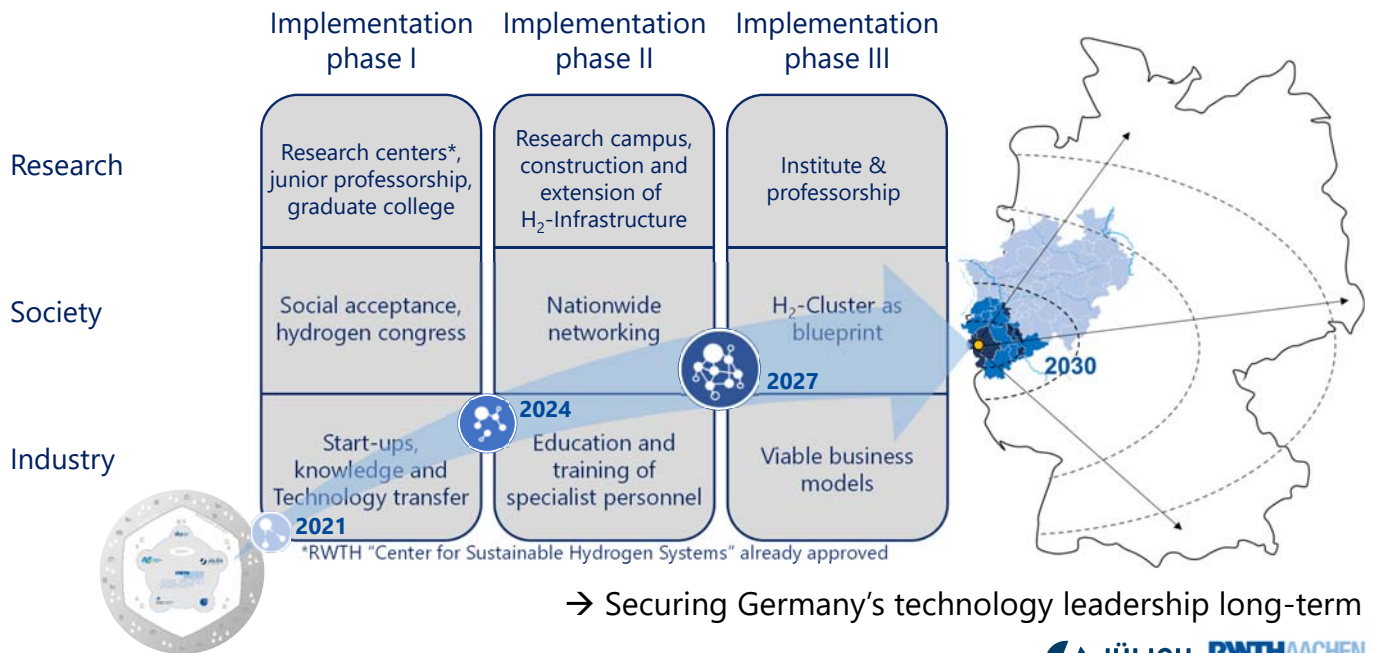 Implementation
phase I
Implementation
phase II
Implementation
phase III
Research
Research centers*,
junior professorship,
graduate college
Research campus,
construction and
extension of
H₂-Infrastructure
Institute &
professorship
Society
Social acceptance,
hydrogen congress
Nationwide
networking
H₂-Cluster as
blueprint
Industry
Start-ups,
knowledge and
Technology transfer
Education and
training of
specialist personnel
Viable business
models
2021
2024
2027
2030
*RWTH "Center for Sustainable Hydrogen Systems" already approved
→ Securing Germany's technology leadership long-term
JÜLICH RWTHAACHEN